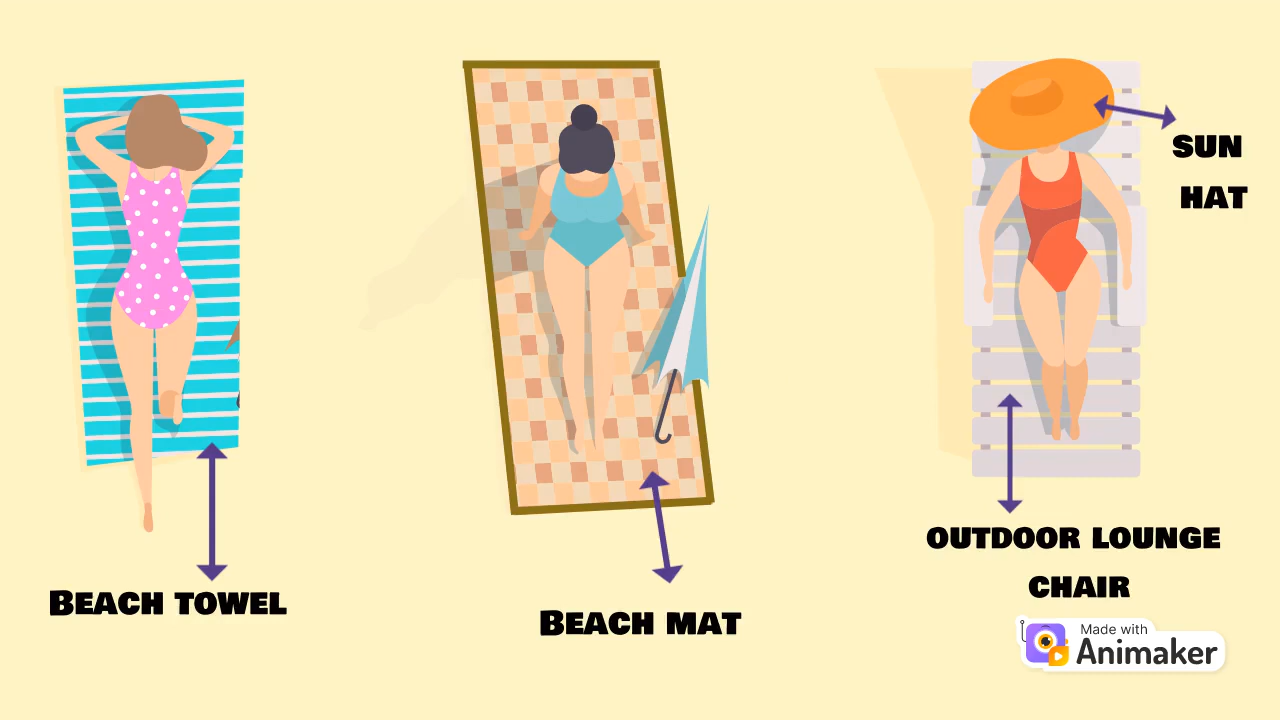 SUN
HAT
OUTDOOR LOUNGE
CHAIR
BEACH TOWEL
BEACH MAT
Made with
Animaker